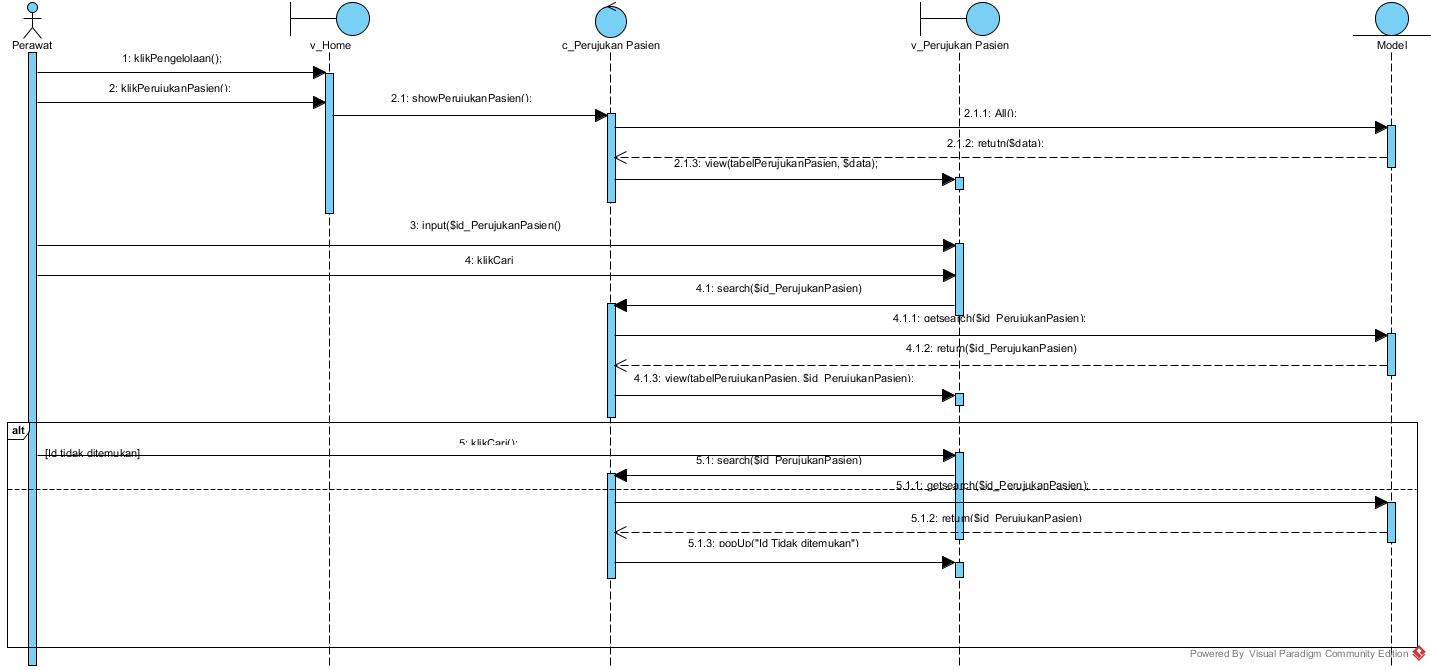 Perawat
v_Home
c_Perujukan Pasien
v_Perujukan Pasien
Model
1: klikPengelolaan();
2: klikPerujukanPasien():
2.1: showPerujukanPasien():
2.1.1: All():
2.1.2: retutn($data):
2.1.3: view(tabelPerujukanPasien, $data);
3: input($id_PerujukanPasien()
4: klikCari
4.1: search($id_PerujukanPasien)
4.1.1: getsearch($id_PerujukanPasien):
4.1.2: return($id_PerujukanPasien)
4.1.3: view(tabelPerujukanPasien, $id_PerujukanPasien):
alt
[Id tidak ditemukan]
5: klikCari():
5.1: search($id_PerujukanPasien)
5.1.1: getsearch($id_PerujukanPasien);
5.1.2: return($id_PerujukanPasien)
5.1.3: popUp("Id Tidak ditemukan")
Powered By Visual Paradigm Community Edition